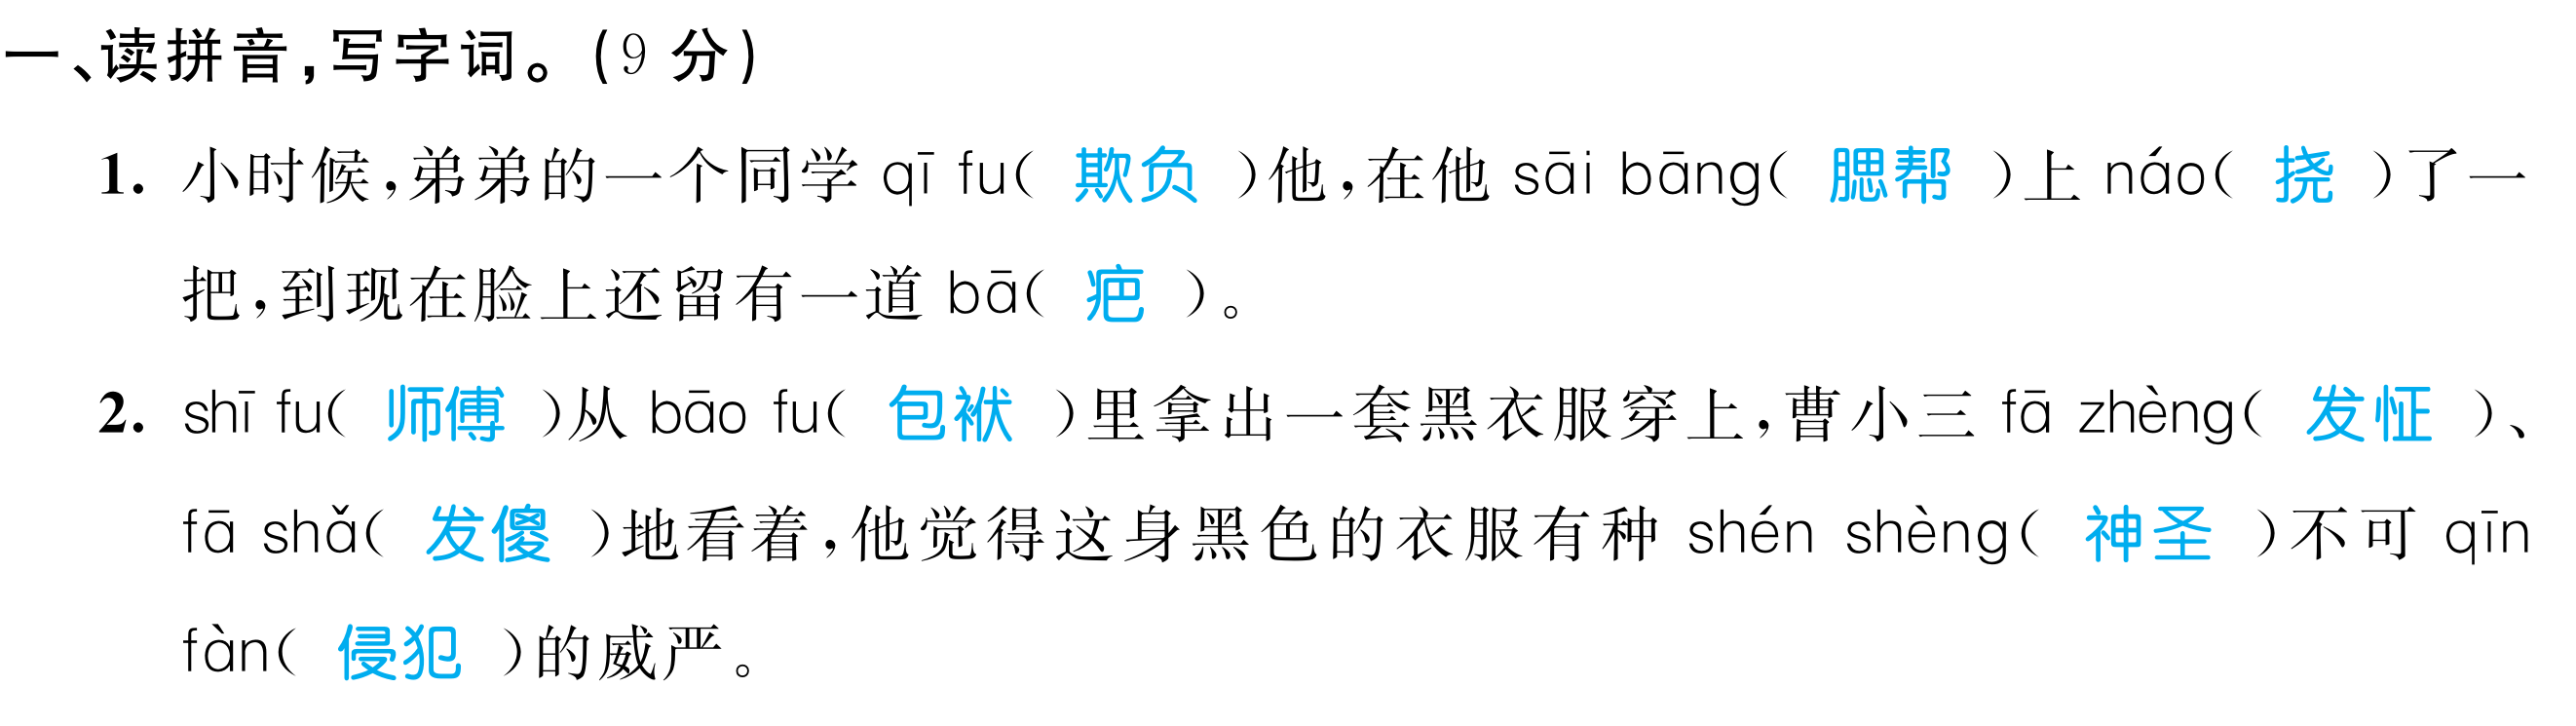 一、读拼音,写字词。(9 分)
1. 小时候,弟弟的一个同学 qī fu( 欺负 )他,在他 sāi bāng( 腮帮 )上 náo( 挠 )了一
把,到现在脸上还留有一道 bā( 疤 )。
2. shī fu( 师傅 )从 bāo fu( 包袱 )里拿出一套黑衣服穿上,曹小三 fā zhèng( 发怔 )、
fā shǎ( 发傻 )地看着,他觉得这身黑色的衣服有种 shén shèng( 神圣 )不可 qīn
fàn( 侵犯 )的威严。